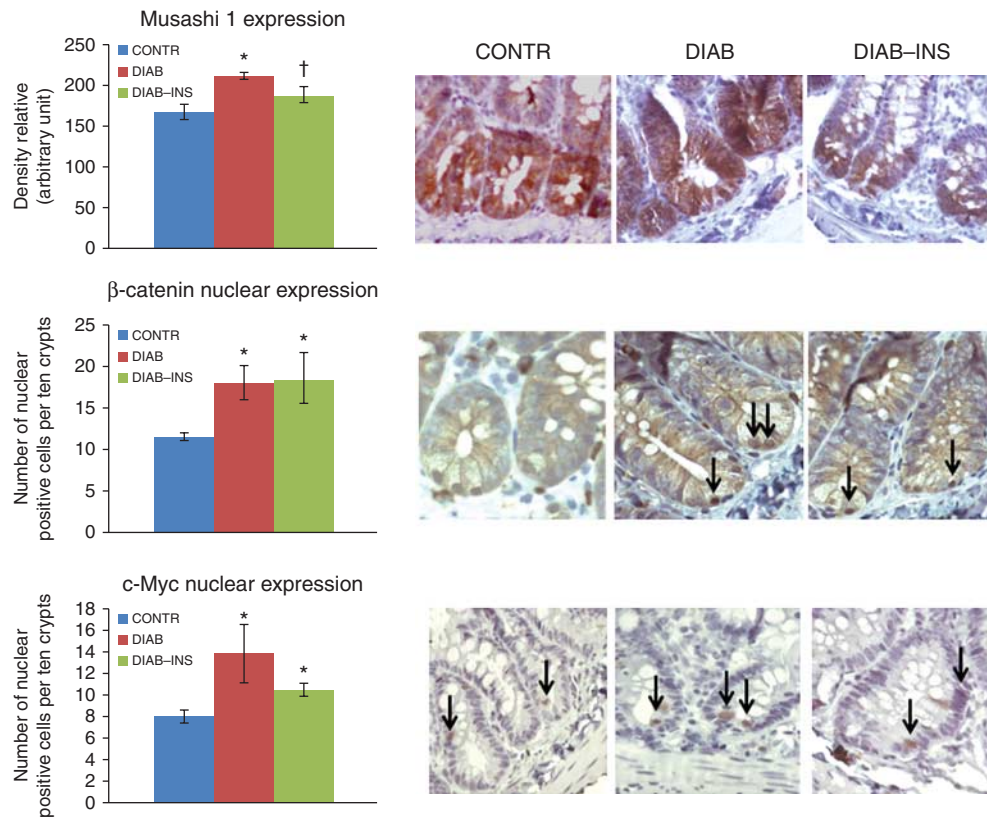 Musashi 1 expression
Density relative
(arbitrary unit)
250
200
150
100
50
0
CONTR
DIAB
DIAB–INS
*
†
CONTR
DIAB
DIAB–INS
β-catenin nuclear expression
Number of nuclear
positive cells per ten crypts
25
20
15
10
5
0
CONTR
DIAB
DIAB–INS
*
*
c-Myc nuclear expression
Number of nuclear
positive cells per ten crypts
18
16
14
12
10
8
6
4
2
0
CONTR
DIAB
DIAB–INS
*
*